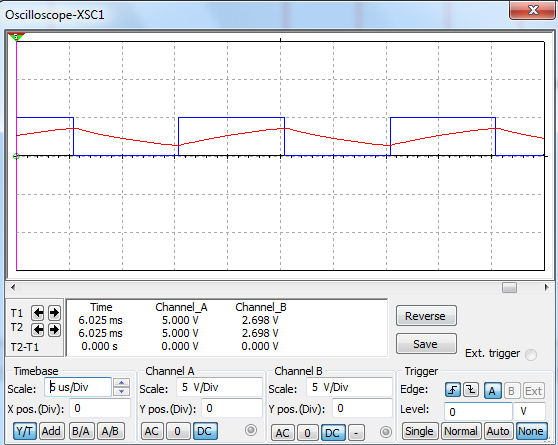 Oscilloscope-XSC1
T1
T2
T2-T1
Time Channel_A Channel_B
6.025 ms 5.000 V 2.698 V
6.025 ms 5.000 V 2.698 V
0.000 s 0.000 V 0.000 V
Reverse
Save
Ext. trigger
Timebase
Scale: 5 us/Div
X pos.(Div): 0
Y/T Add B/A A/B
Channel A
Scale: 5 V/Div
Y pos.(Div): 0
AC 0 DC
Channel B
Scale: 5 V/Div
Y pos.(Div): 0
AC 0 DC -
Trigger
Edge: A B Ext
Level: 0 V
Single Normal Auto None